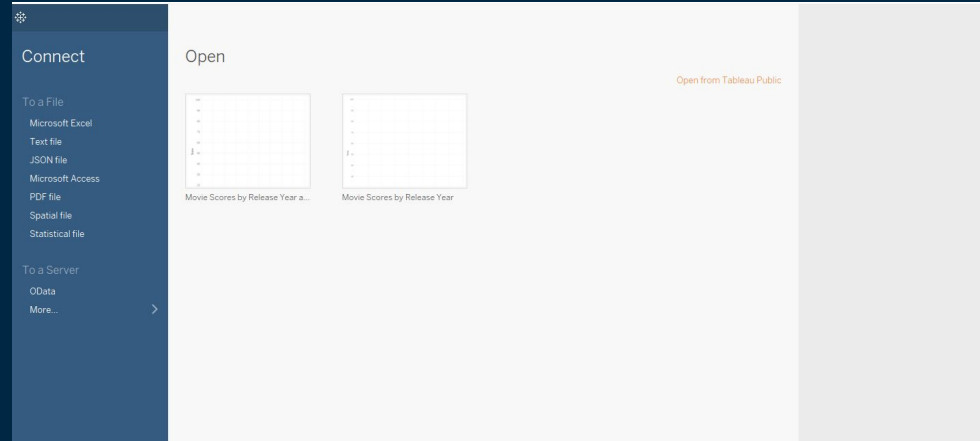 Connect
To a File
Microsoft Excel
Text file
JSON file
Microsoft Access
PDF file
Spatial file
Statistical file
To a Server
OData
More...
Open
Open from Tableau Public
Movie Scores by Release Year a...
Movie Scores by Release Year